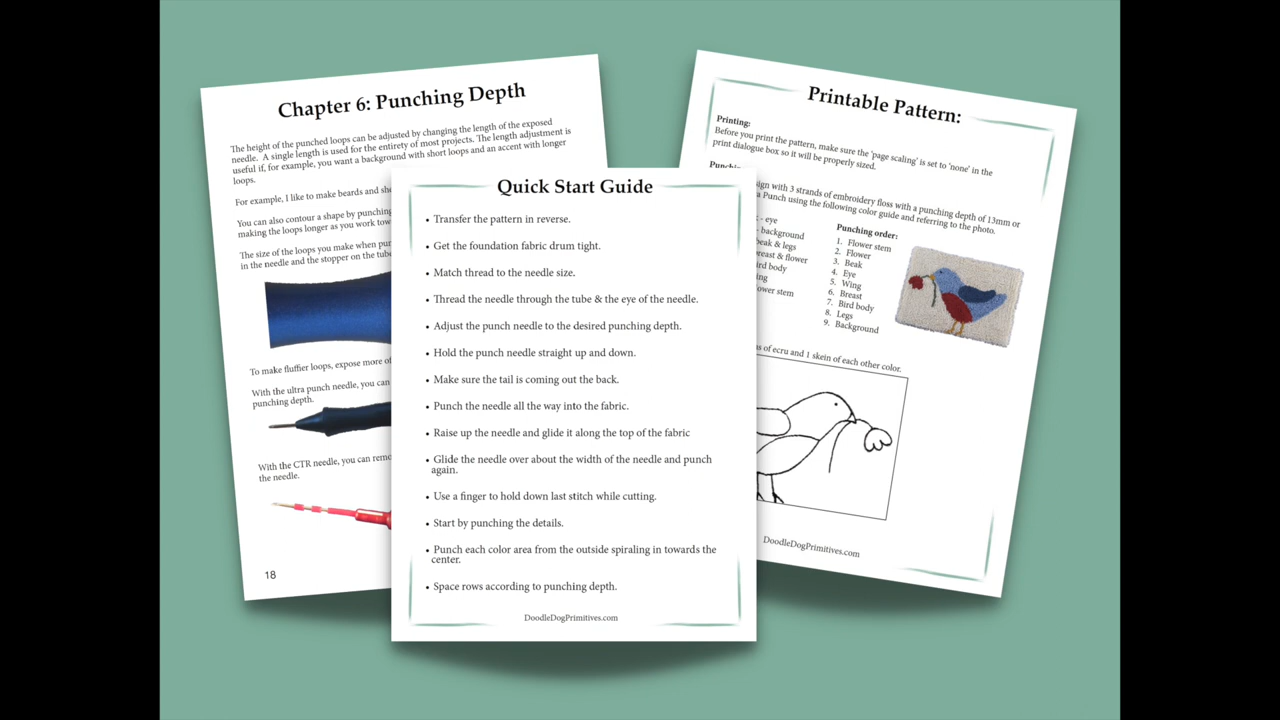 Chapter 6: Punching Depth
The height of the punched loops can be adjusted by changing the length of the exposed
needle. A single length is used for the entirety of most projects. The length adjustment is
useful if, for example, you want a background with short loops and an accent with longer
loops.
For example, I like to make beards and
You can also contour a shape by punching
making the loops longer as you work
The size of the loops you make when
in the needle and the stopper on the
To make fluffier loops, expose more
With the ultra punch needle, you can
punching depth.
With the CTR needle, you can
the needle.
18
Quick Start Guide
• Transfer the pattern in reverse.
• Get the foundation fabric drum tight.
• Match thread to the needle size.
• Thread the needle through the tube & the eye of the needle.
• Adjust the punch needle to the desired punching depth.
• Hold the punch needle straight up and down.
• Make sure the tail is coming out the back.
• Punch the needle all the way into the fabric.
• Raise up the needle and glide it along the top of the fabric
• Glide the needle over about the width of the needle and punch
again.
• Use a finger to hold down last stitch while cutting.
• Start by punching the details.
• Punch each color area from the outside spiraling in towards the
center.
• Space rows according to punching depth.
DoodleDogPrimitives.com
Printable Pattern:
Printing:
Before you print the pattern, make sure the 'page scaling' is set to 'none' in the
print dialogue box so it will be properly sized.
with 3 strands of embroidery floss with a punching depth of 13mm or
a Punch using the following color guide and referring to the photo.
- eye
- background
& legs
& flower
body
stem
Punching order:
1. Flower stem
2. Flower
3. Beak
4. Eye
5. Wing
6. Breast
7. Bird body
8. Legs
9. Background
of ecru and 1 skein of each other color.
DoodleDogPrimitives.com